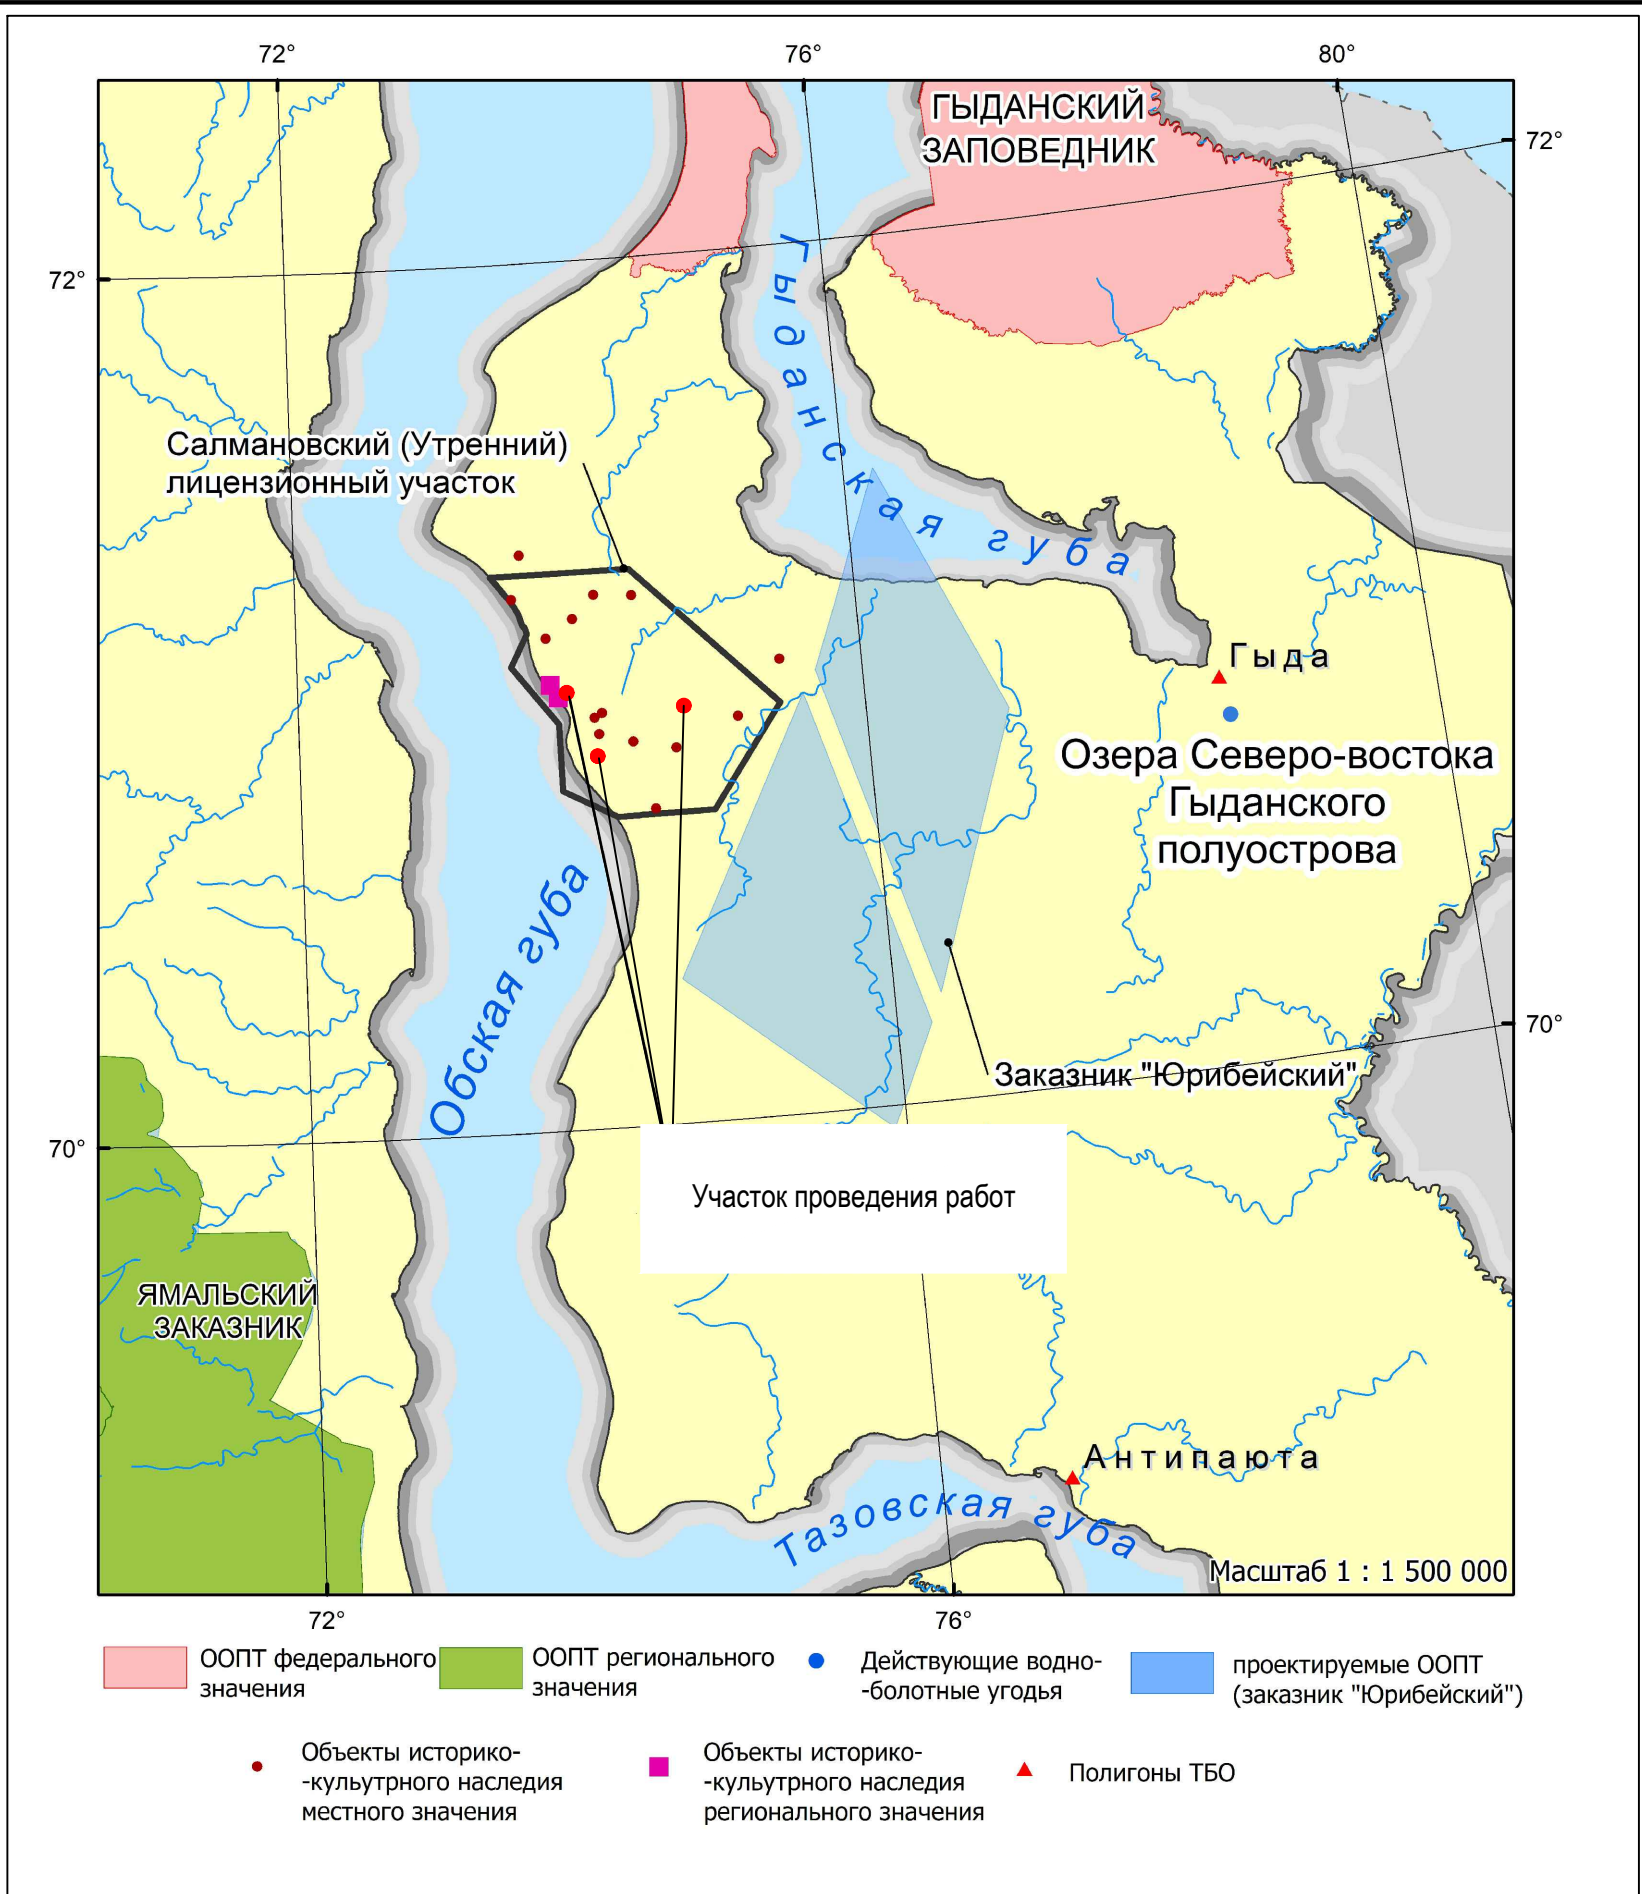 72°
76°
80°
ГЫДАНСКИЙ
ЗАПОВЕДНИК
72°
72°
Гыданская губа
Салмановский (Утренний)
лицензионный участок
Гыда
Озера Северо-востока
Гыданского
полуострова
Обская губа
70°
Заказник "Юрибейский"
70°
Участок проведения работ
ЯМАЛЬСКИЙ
ЗАКАЗНИК
Антипаюта
Тазовская губа
Масштаб 1 : 1 500 000
72°
76°
ООПТ федерального
значения
ООПТ регионального
значения
Действующие водно-
-болотные угодья
проектируемые ООПТ
(заказник "Юрибейский")
Объекты историко-
-кульутрного наследия
местного значения
Объекты историко-
-кульутрного наследия
регионального значения
Полигоны ТБО